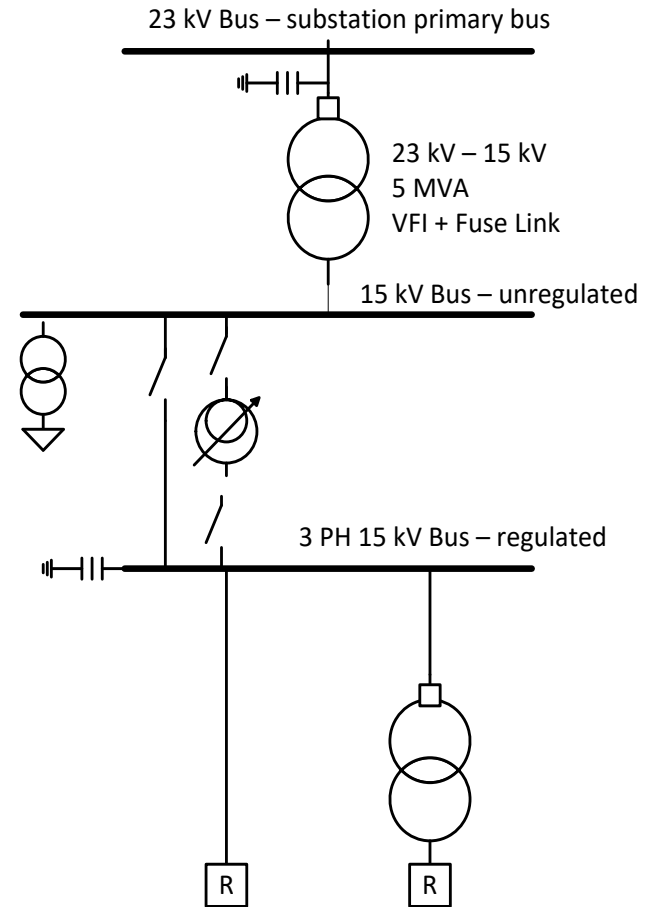 23 kV Bus – substation primary bus
23 kV – 15 kV
5 MVA
VFI + Fuse Link
15 kV Bus – unregulated
3 PH 15 kV Bus – regulated
R
R